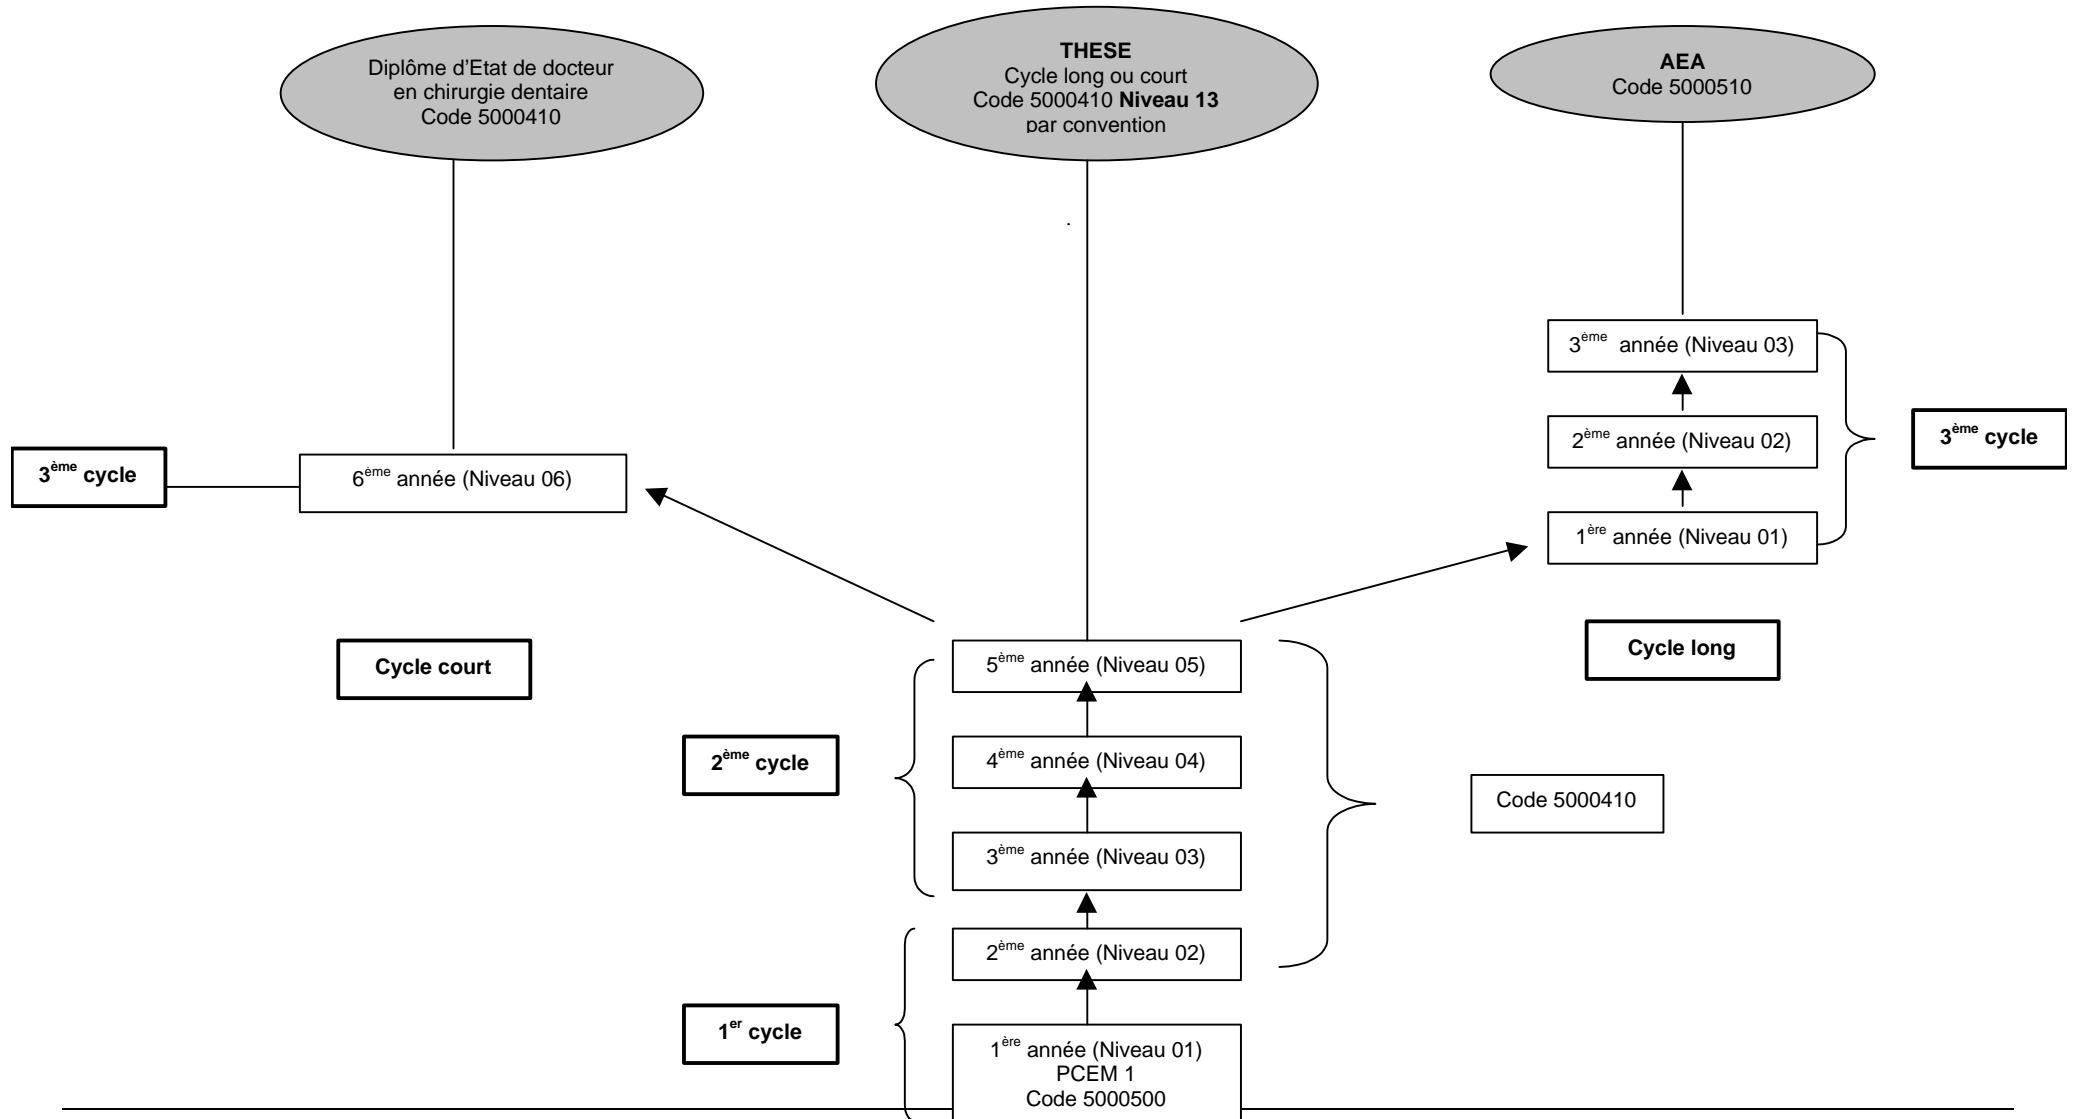 Diplôme d'Etat de docteur
en chirurgie dentaire
Code 5000410
THESE
Cycle long ou court
Code 5000410 Niveau 13
par convention
AEA
Code 5000510
3ème année (Niveau 03)
2ème année (Niveau 02)
1ère année (Niveau 01)
3ème cycle
3ème cycle
6ème année (Niveau 06)
Cycle court
Cycle long
5ème année (Niveau 05)
2ème cycle
4ème année (Niveau 04)
3ème année (Niveau 03)
Code 5000410
2ème année (Niveau 02)
1er cycle
1ère année (Niveau 01)
PCEM 1
Code 5000500